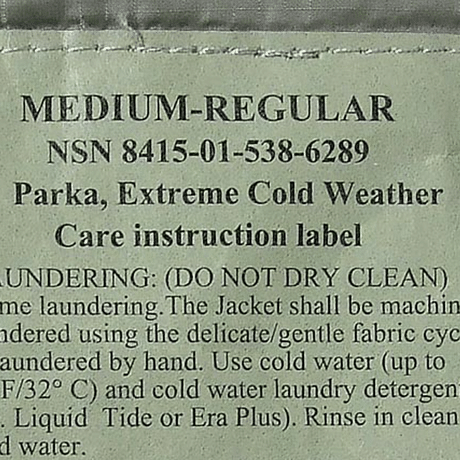 MEDIUM-REGULAR
NSN 8415-01-538-6289
Parka, Extreme Cold Weather
Care instruction label
AUNDERING: (DO NOT DRY CLEAN)
me laundering.The Jacket shall be machin
ndered using the delicate/gentle fabric cyc
aundered by hand. Use cold water (up to
F/32° C) and cold water laundry detergen
. Liquid Tide or Era Plus). Rinse in clean
d water.